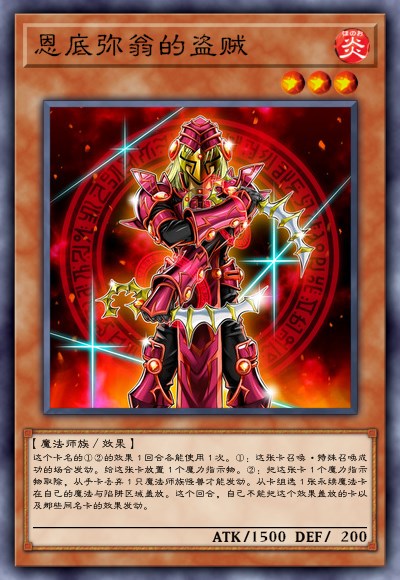 恩底弥翁的盗贼
ほのお
炎
【魔法师族／效果】
这个卡名的①②的效果1回合各能使用1次。①：这张卡召唤·特殊召唤成
功的场合发动。给这张卡放置1个魔力指示物。②：把这张卡1个魔力指示
物取除，从手卡丢弃1只魔法师族怪兽才能发动。从卡组选1张永续魔法卡
在自己的魔法与陷阱区域盖放。这个回合，自己不能把这个效果盖放的卡以
及那些同名卡的效果发动。
ATK/1500 DEF/ 200